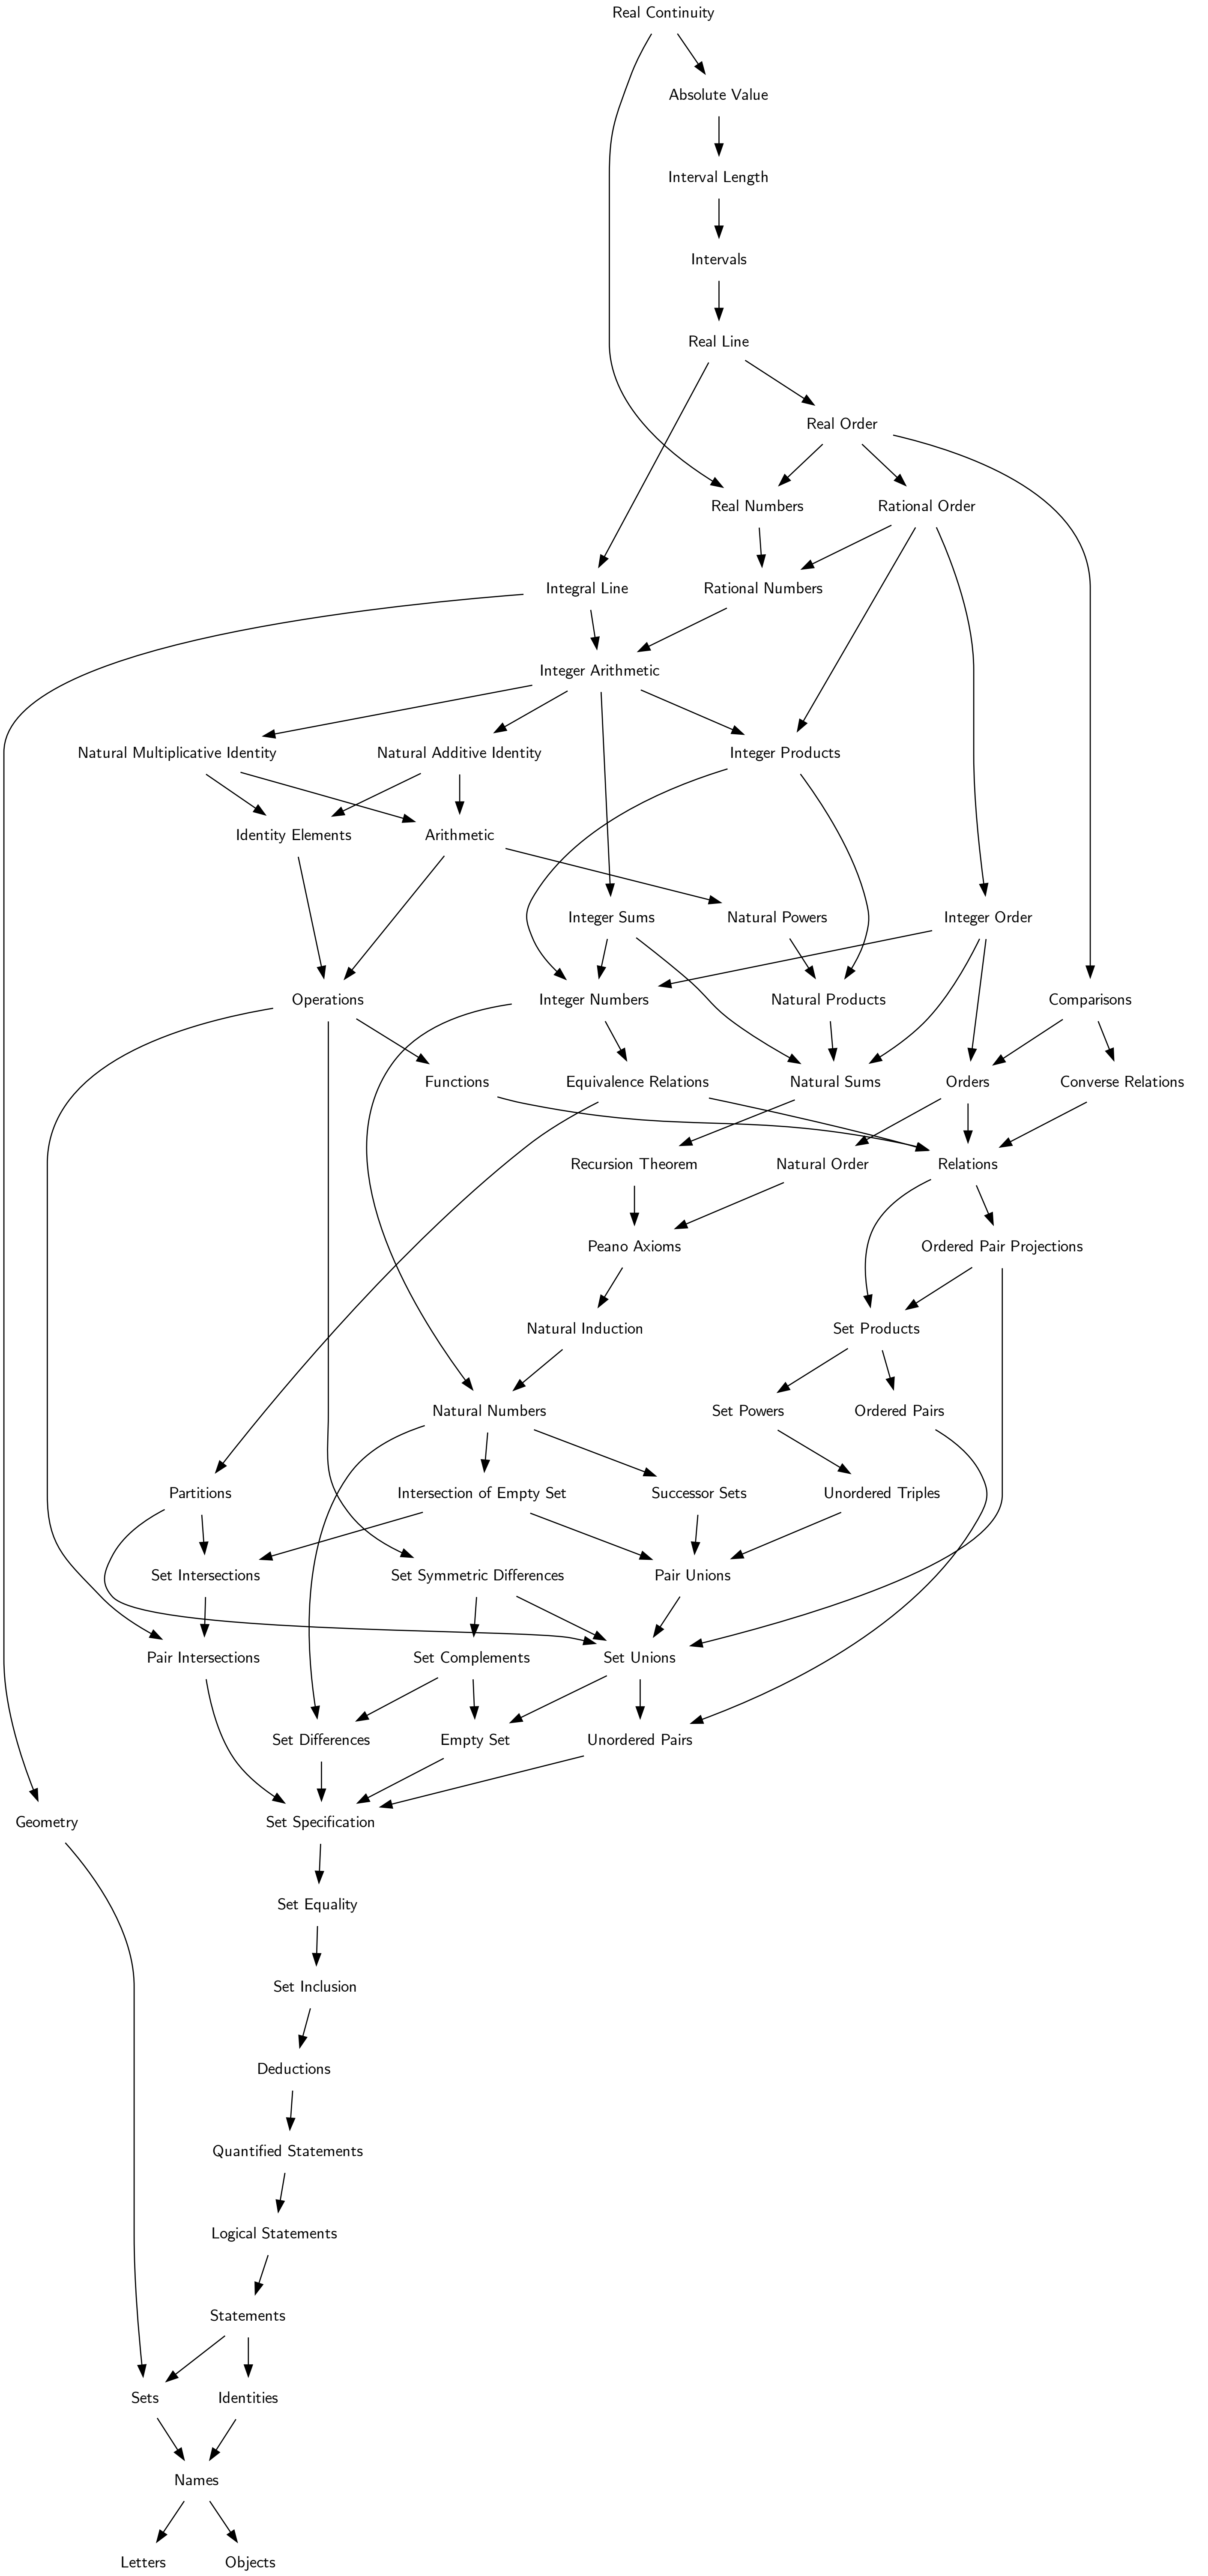 Real Continuity
Absolute Value
Interval Length
Intervals
Real Line
Real Order
Real Numbers
Rational Order
Integral Line
Rational Numbers
Integer Arithmetic
Natural Multiplicative Identity
Natural Additive Identity
Integer Products
Identity Elements
Arithmetic
Integer Sums
Natural Powers
Integer Order
Operations
Integer Numbers
Natural Products
Comparisons
Functions
Equivalence Relations
Natural Sums
Orders
Converse Relations
Recursion Theorem
Natural Order
Relations
Peano Axioms
Ordered Pair Projections
Natural Induction
Set Products
Natural Numbers
Set Powers
Ordered Pairs
Partitions
Intersection of Empty Set
Successor Sets
Unordered Triples
Set Intersections
Set Symmetric Differences
Pair Unions
Pair Intersections
Set Complements
Set Unions
Set Differences
Empty Set
Unordered Pairs
Geometry
Set Specification
Set Equality
Set Inclusion
Deductions
Quantified Statements
Logical Statements
Statements
Sets
Identities
Names
Letters
Objects